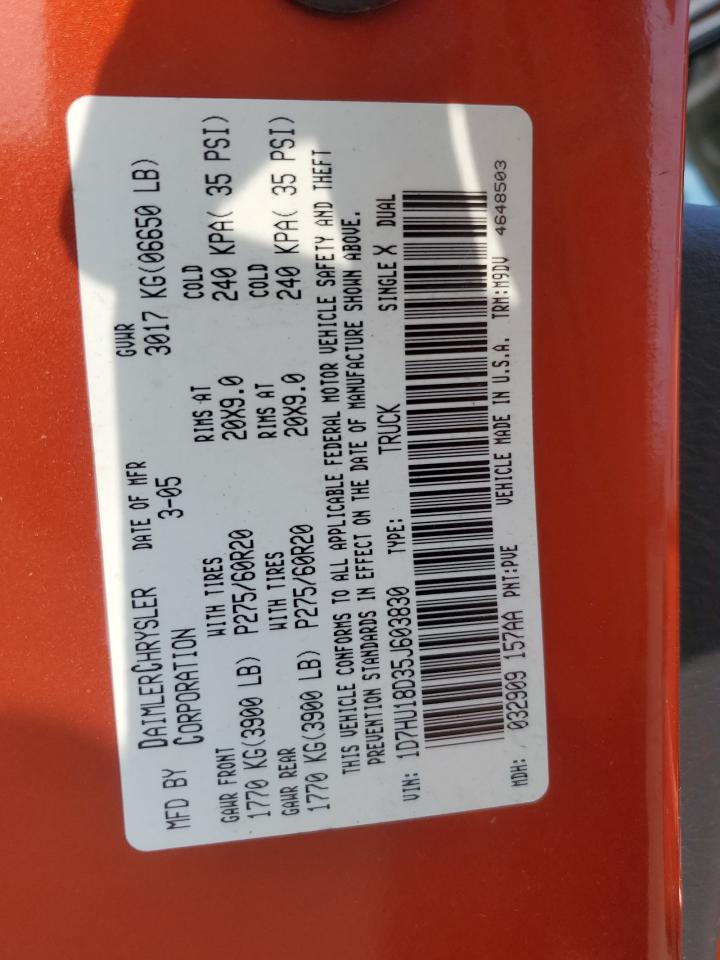 MFD BY DAIMLERCHRYSLER CORPORATION
DATE OF MFR 3-05
GVWR 3017 KG(06650 LB)
GAWR FRONT WITH TIRES RIMS AT COLD
1770 KG(3900 LB) P275/60R20 20X9.0 240 KPA( 35 PSI)
GAWR REAR WITH TIRES RIMS AT COLD
1770 KG(3900 LB) P275/60R20 20X9.0 240 KPA( 35 PSI)
THIS VEHICLE CONFORMS TO ALL APPLICABLE FEDERAL MOTOR VEHICLE SAFETY AND THEFT
PREVENTION STANDARDS IN EFFECT ON THE DATE OF MANUFACTURE SHOWN ABOVE.
VIN: 1D7HU18D35J603830 TYPE: TRUCK SINGLE X DUAL
MDH: 032909 157AA PNT:PVE VEHICLE MADE IN U.S.A. TRM:M9DV 4648503